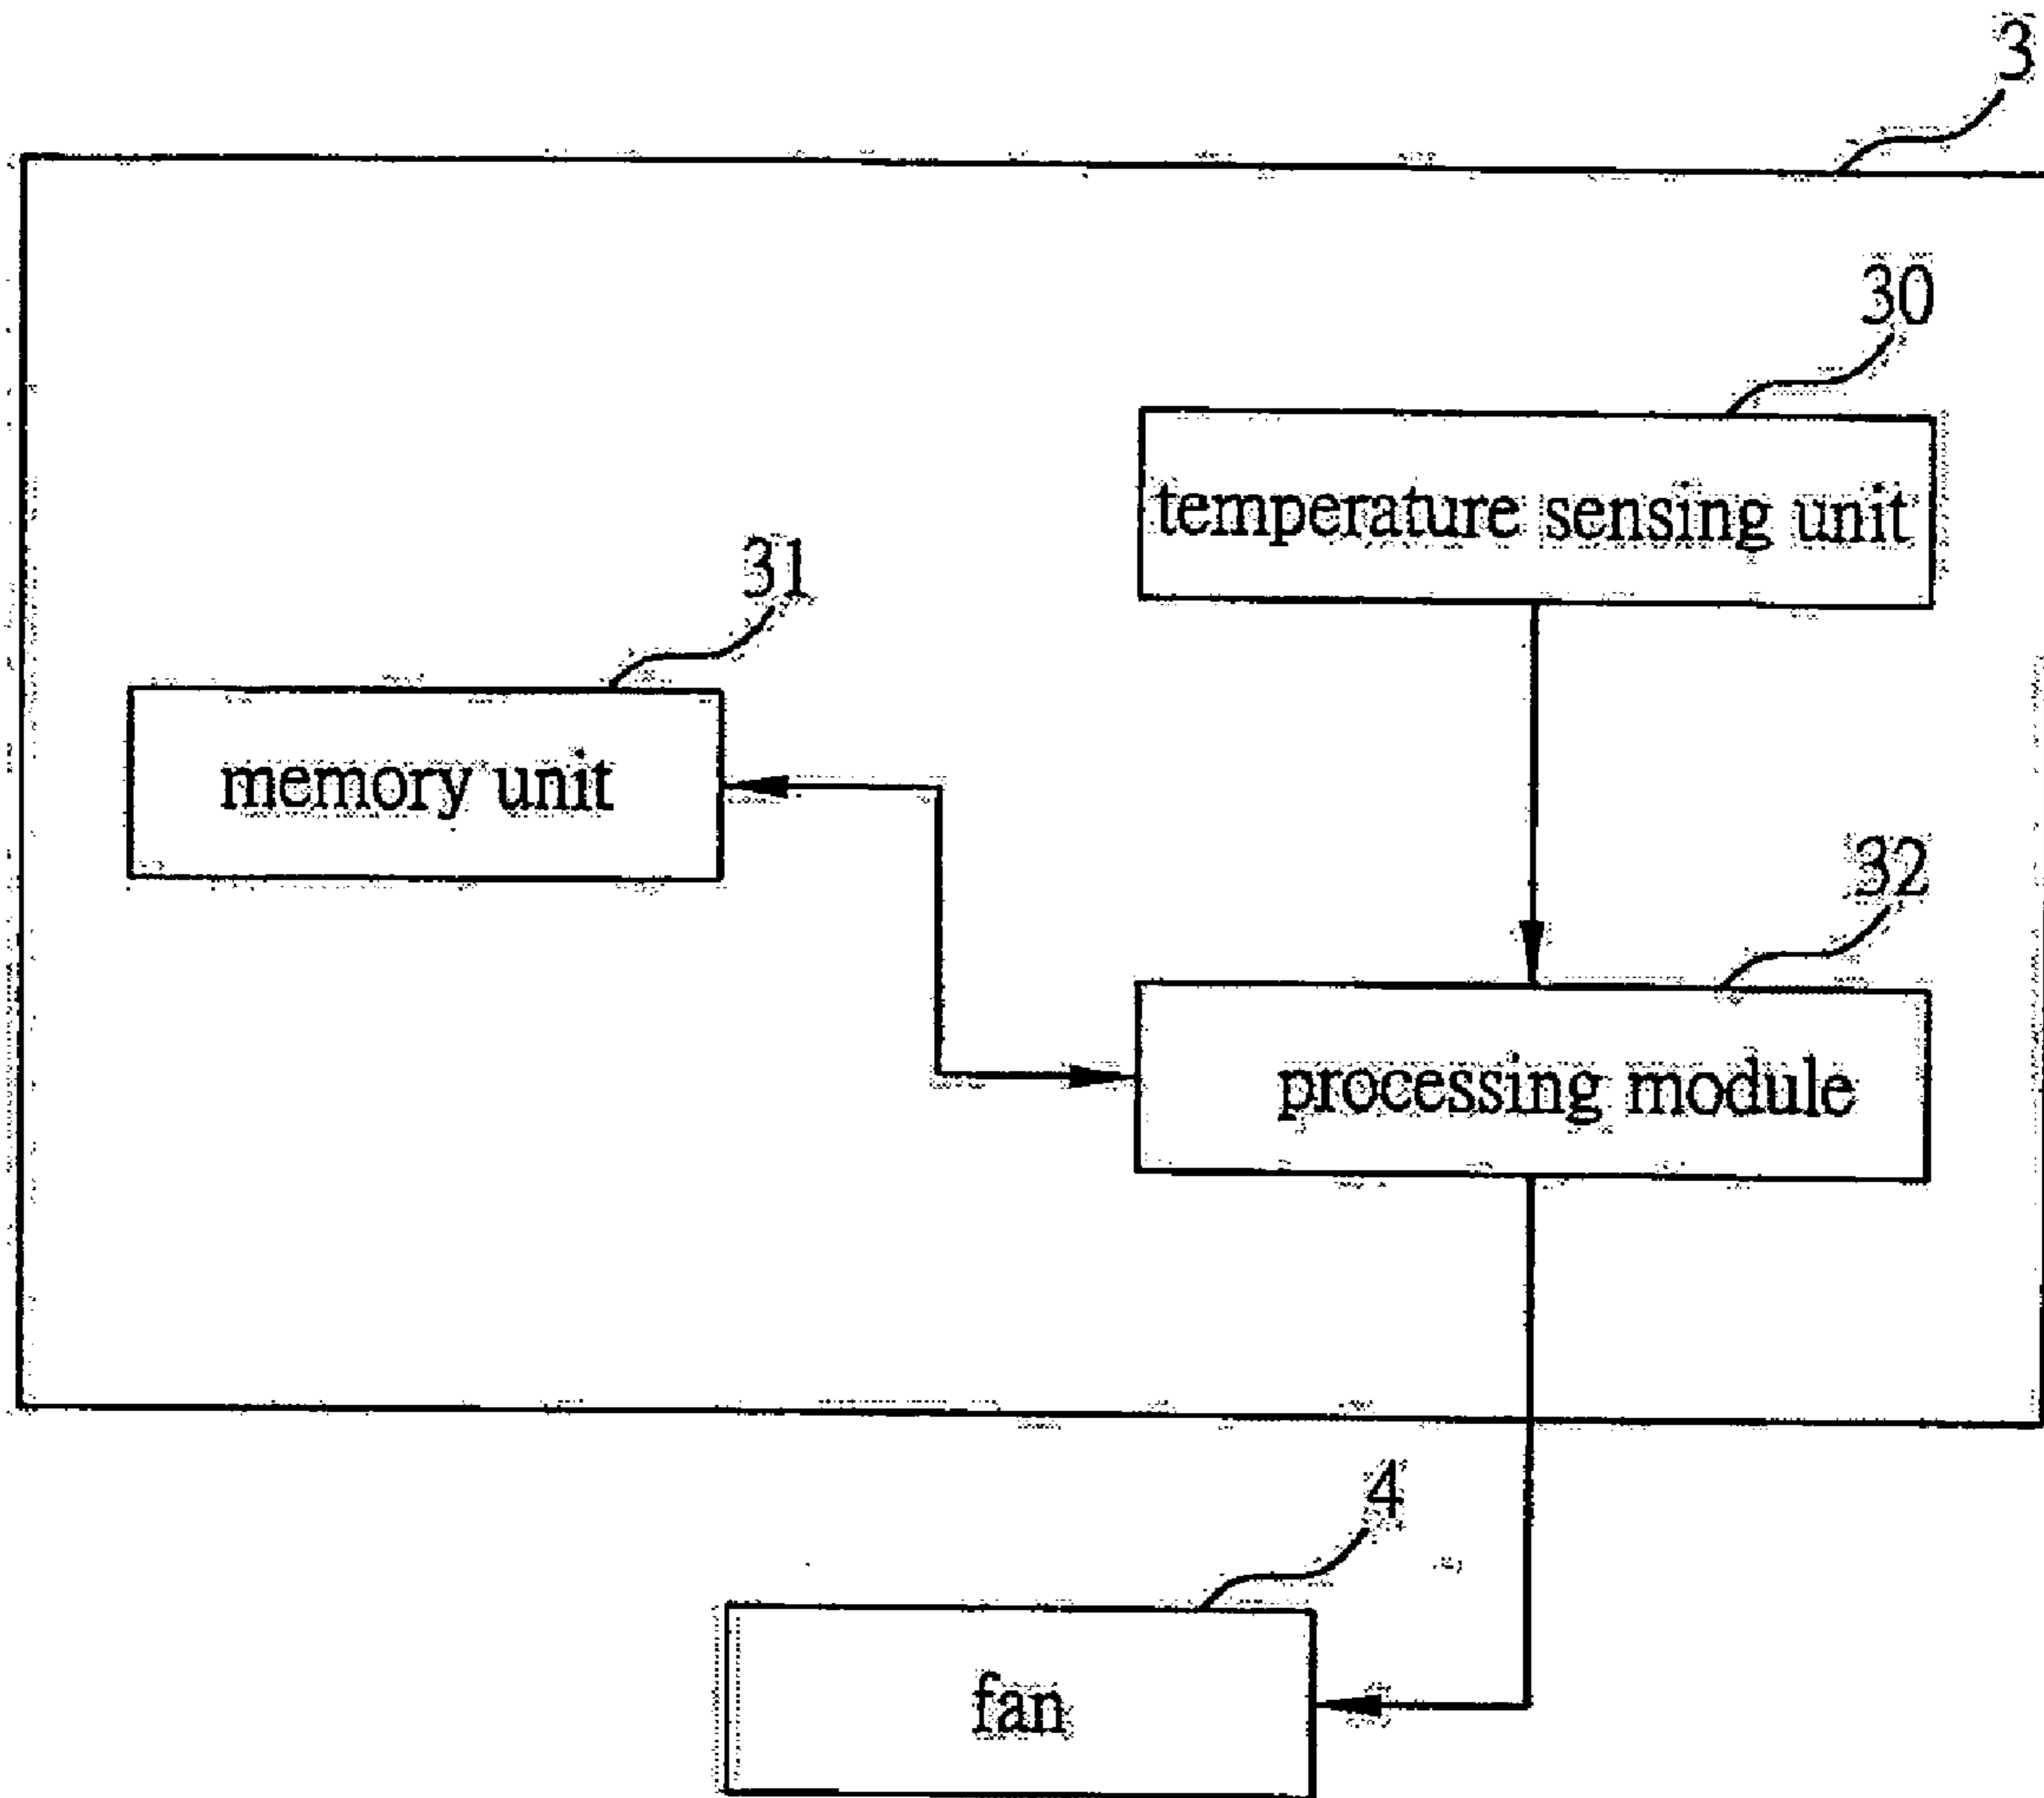 3
30
temperature sensing unit
31
memory unit
32
processing module
4
fan